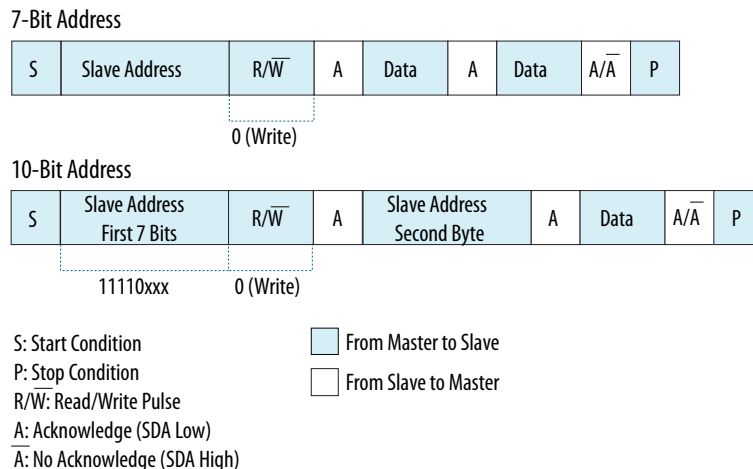 7-Bit Address
S Slave Address R/W̅ A Data A Data A/A̅ P
0 (Write)
10-Bit Address
S Slave Address First 7 Bits R/W̅ A Slave Address Second Byte A Data A/A̅ P
11110xxx 0 (Write)
S: Start Condition
P: Stop Condition
R/W̅: Read/Write Pulse
A: Acknowledge (SDA Low)
A̅: No Acknowledge (SDA High)
From Master to Slave
From Slave to Master